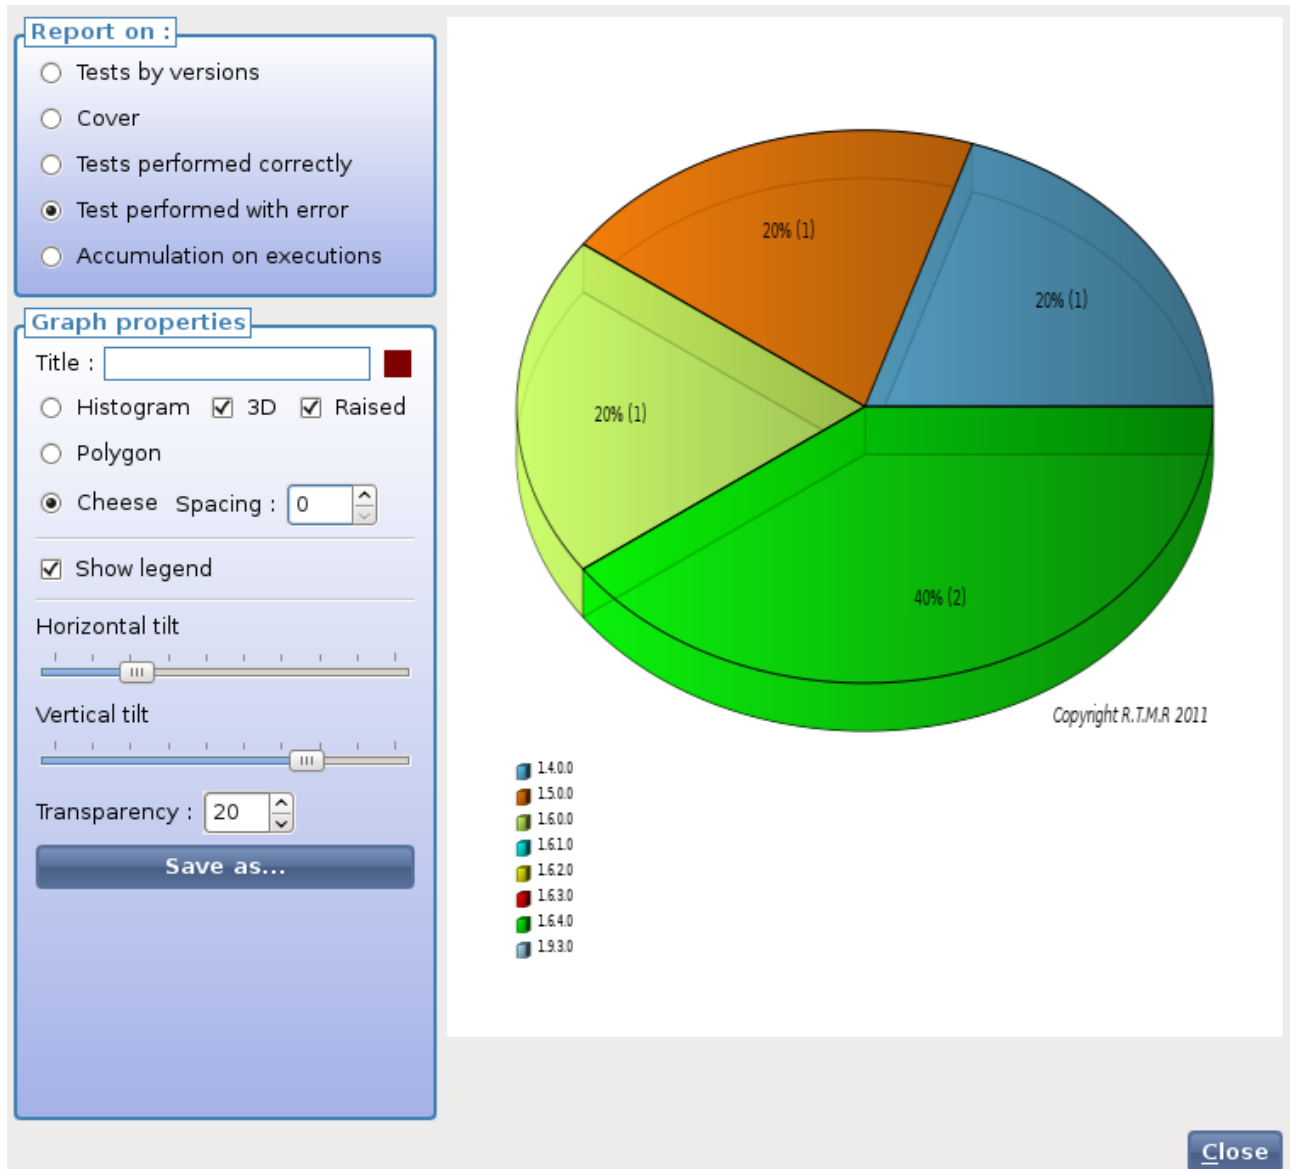 Report on :
Tests by versions
Cover
Tests performed correctly
Test performed with error
Accumulation on executions
Graph properties
Title :
Histogram 3D Raised
Polygon
Cheese Spacing : 0
Show legend
Horizontal tilt
Vertical tilt
Transparency : 20
Save as...
20% (1)
20% (1)
20% (1)
40% (2)
Copyright R.T.M.R 2011
1.4.0.0
1.5.0.0
1.6.0.0
1.6.1.0
1.6.2.0
1.6.3.0
1.6.4.0
1.9.3.0
Close